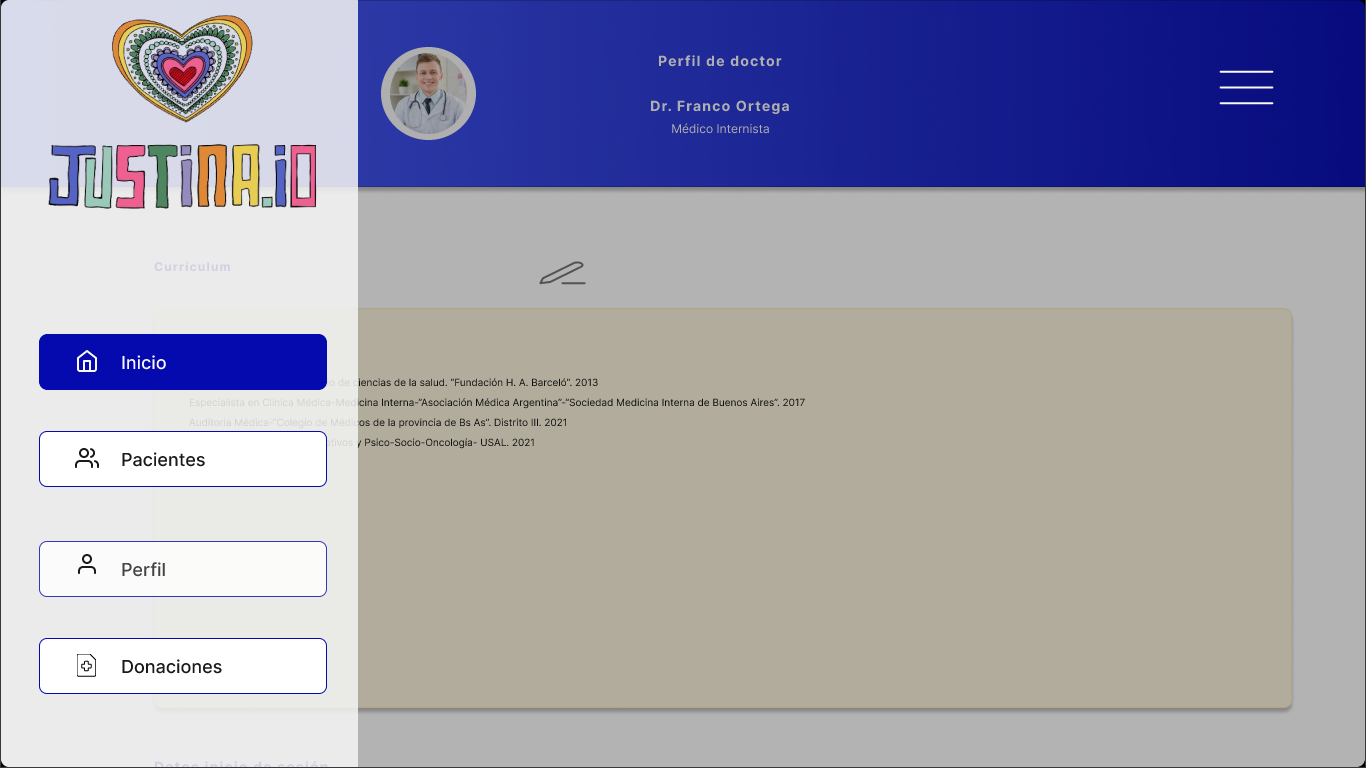 JUSTINA.IO
Perfil de doctor
Dr. Franco Ortega
Médico Internista
Curriculum
Inicio
de ciencias de la salud. “Fundación H. A. Barceló”. 2013
Especialista en Clínica Médica-Medicina Interna-“Asociación Médica Argentina”-“Sociedad Medicina Interna de Buenos Aires”. 2017
Auditoría Médica-“Colegio de Médicos de la provincia de Bs As”. Distrito III. 2021
y Psico-Socio-Oncología- USAL. 2021
Pacientes
Perfil
Donaciones
Datos inicio de sesión